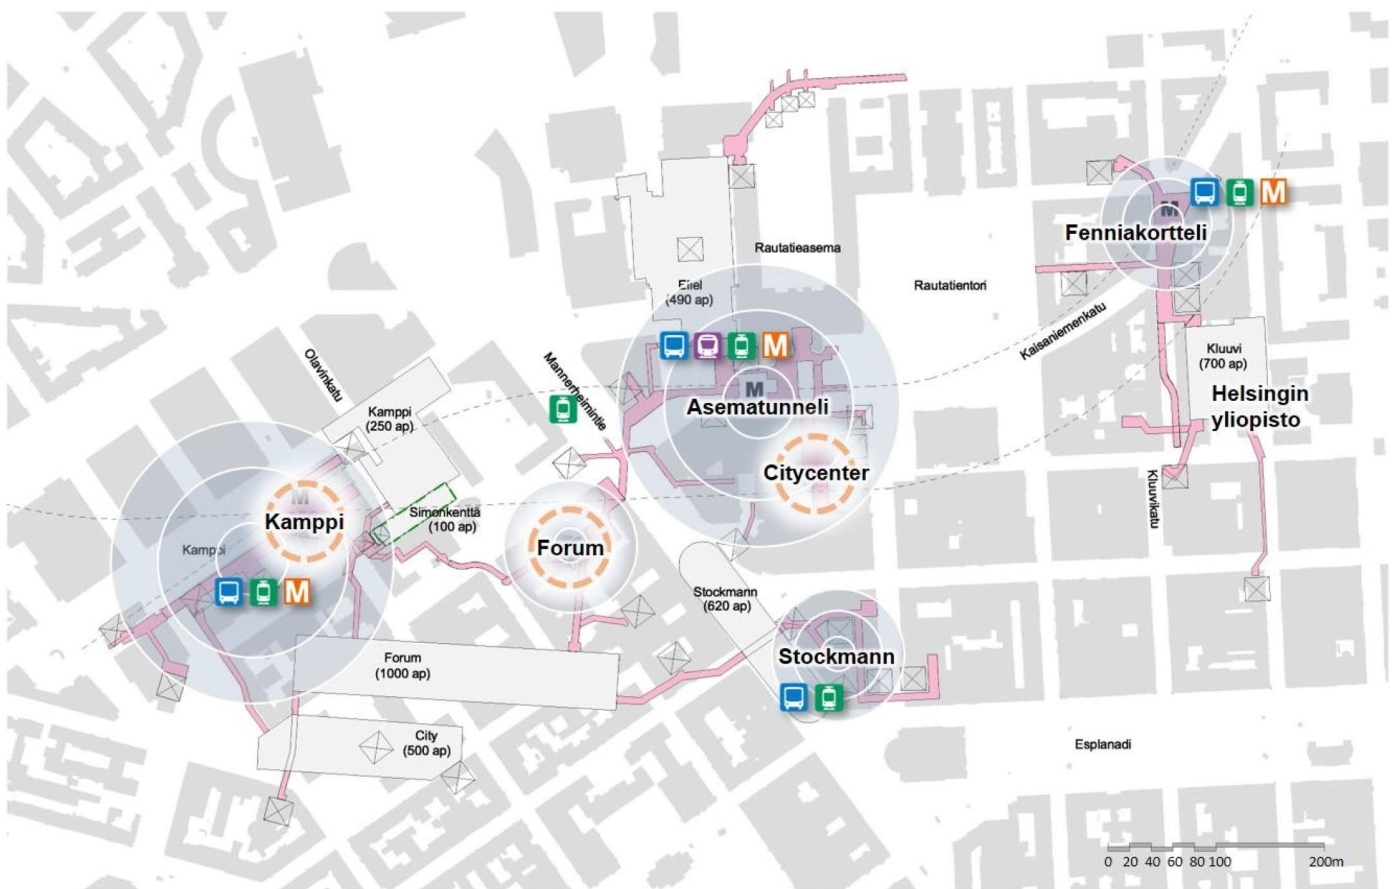 M
Fenniakortteli
Rautatieasema
Eliel
(490 ap)
Rautatientori
Kaisaniemenkatu
Kluuvi
(700 ap)
Helsingin
yliopisto
Kluuvikatu
Olavinkatu
Mannerheimintie
M
M
Asematunneli
Citycenter
Kamppi
(250 ap)
M
Kamppi
Simonkenttä
(100 ap)
Forum
Kamppi
M
Stockmann
(620 ap)
Stockmann
Forum
(1000 ap)
City
(500 ap)
Esplanadi
M
0 20 40 60 80 100 200m